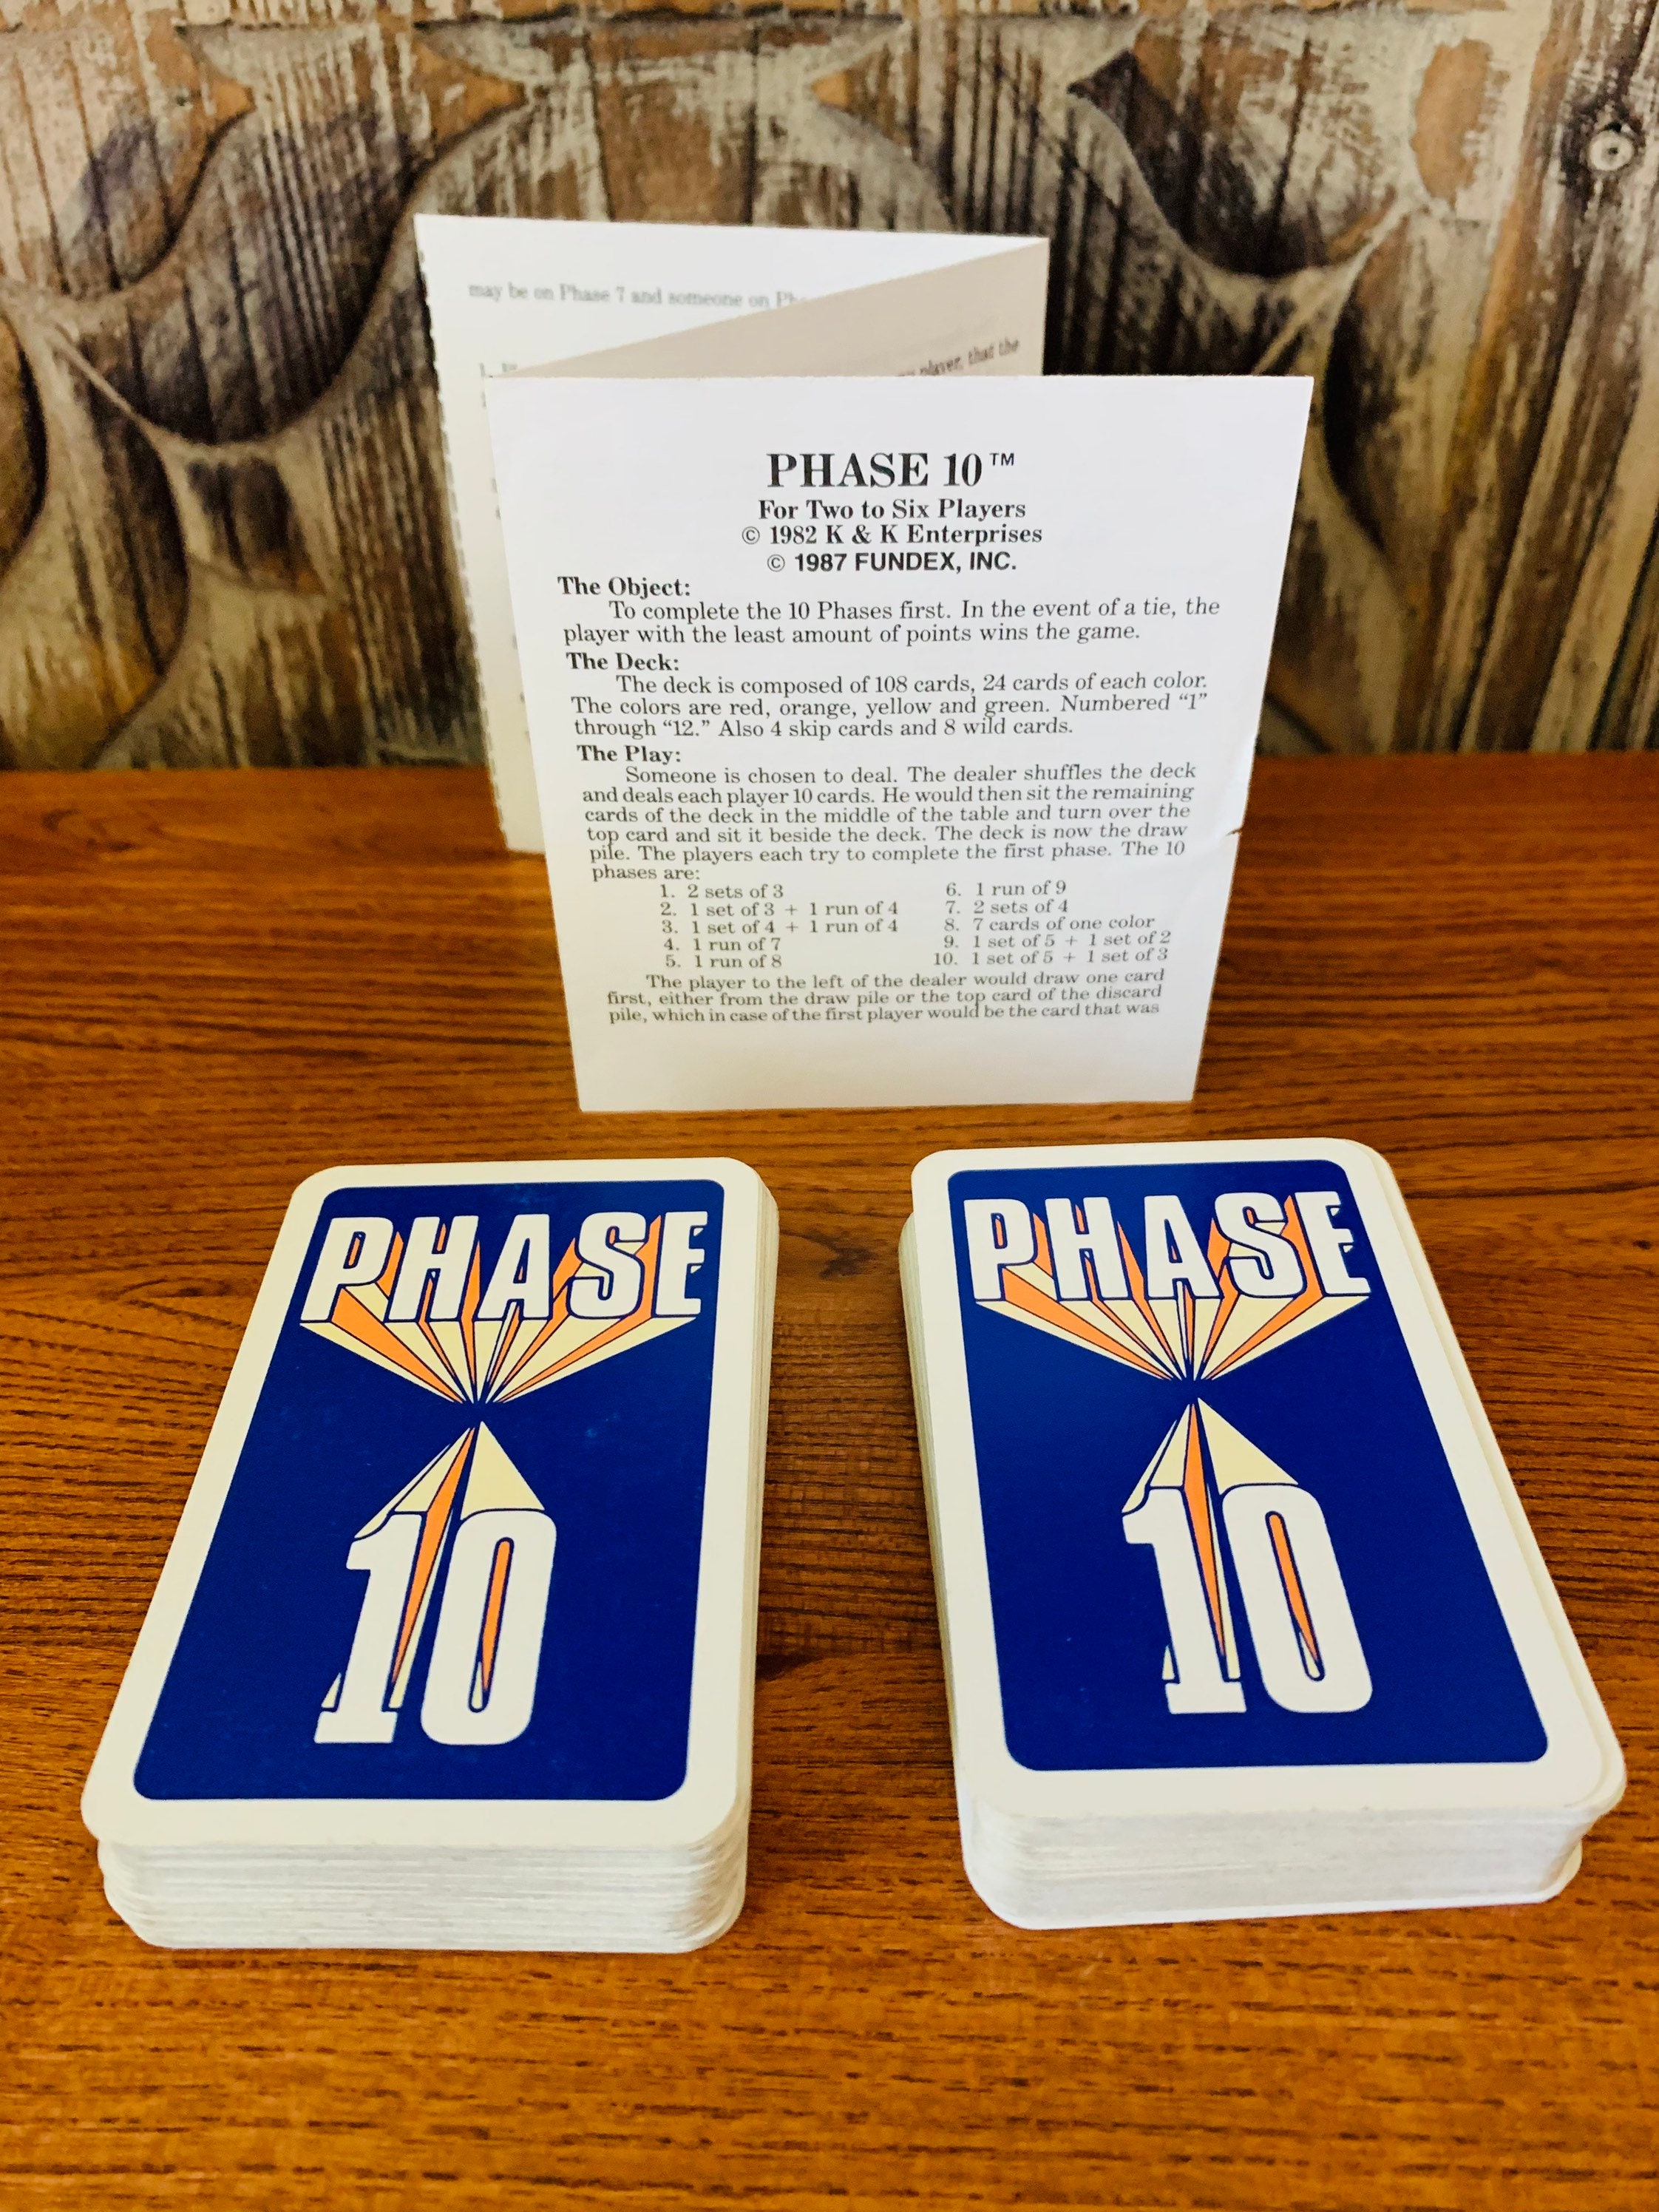 may be on Phase 7 and someone on
player, that the
PHASE 10™
For Two to Six Players
© 1982 K & K Enterprises
© 1987 FUNDEX, INC.
The Object:
To complete the 10 Phases first. In the event of a tie, the
player with the least amount of points wins the game.
The Deck:
The deck is composed of 108 cards, 24 cards of each color.
The colors are red, orange, yellow and green. Numbered “1”
through “12.” Also 4 skip cards and 8 wild cards.
The Play:
Someone is chosen to deal. The dealer shuffles the deck
and deals each player 10 cards. He would then sit the remaining
cards of the deck in the middle of the table and turn over the
top card and sit it beside the deck. The deck is now the draw
pile. The players each try to complete the first phase. The 10
phases are:
1. 2 sets of 3
2. 1 set of 3 + 1 run of 4
3. 1 set of 4 + 1 run of 4
4. 1 run of 7
5. 1 run of 8
6. 1 run of 9
7. 2 sets of 4
8. 7 cards of one color
9. 1 set of 5 + 1 set of 2
10. 1 set of 5 + 1 set of 3
The player to the left of the dealer would draw one card
first, either from the draw pile or the top card of the discard
pile, which in case of the first player would be the card that was
PHASE
10
PHASE
10